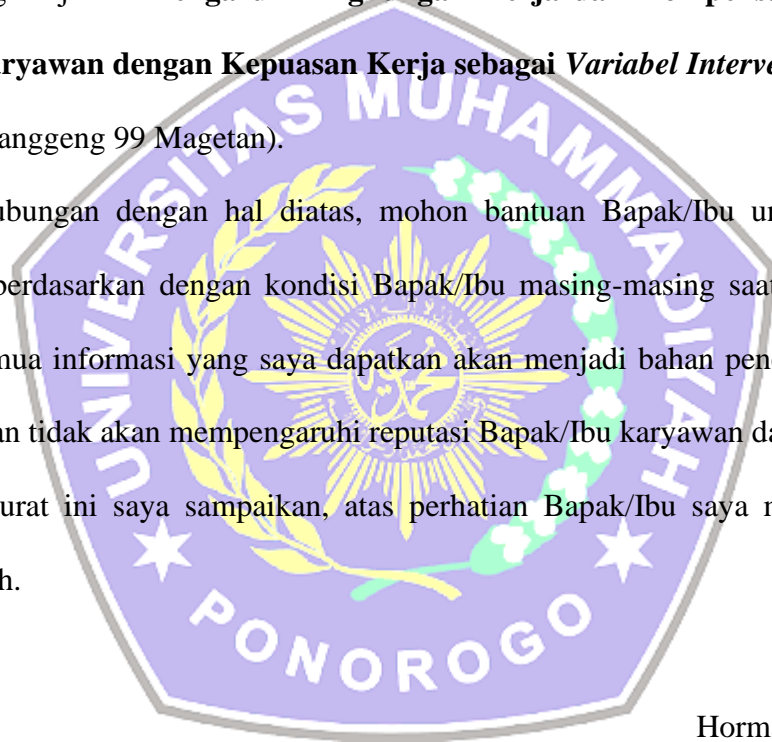 aryawan dengan Kepuasan Kerja sebagai Variabel Interve
anggeng 99 Magetan).
ubungan dengan hal diatas, mohon bantuan Bapak/Ibu un
berdasarkan dengan kondisi Bapak/Ibu masing-masing saat
mua informasi yang saya dapatkan akan menjadi bahan pene
an tidak akan mempengaruhi reputasi Bapak/Ibu karyawan da
urat ini saya sampaikan, atas perhatian Bapak/Ibu saya m
h.
Horm
UNIVERSITAS MUHAMMADIYAH
PONOROGO